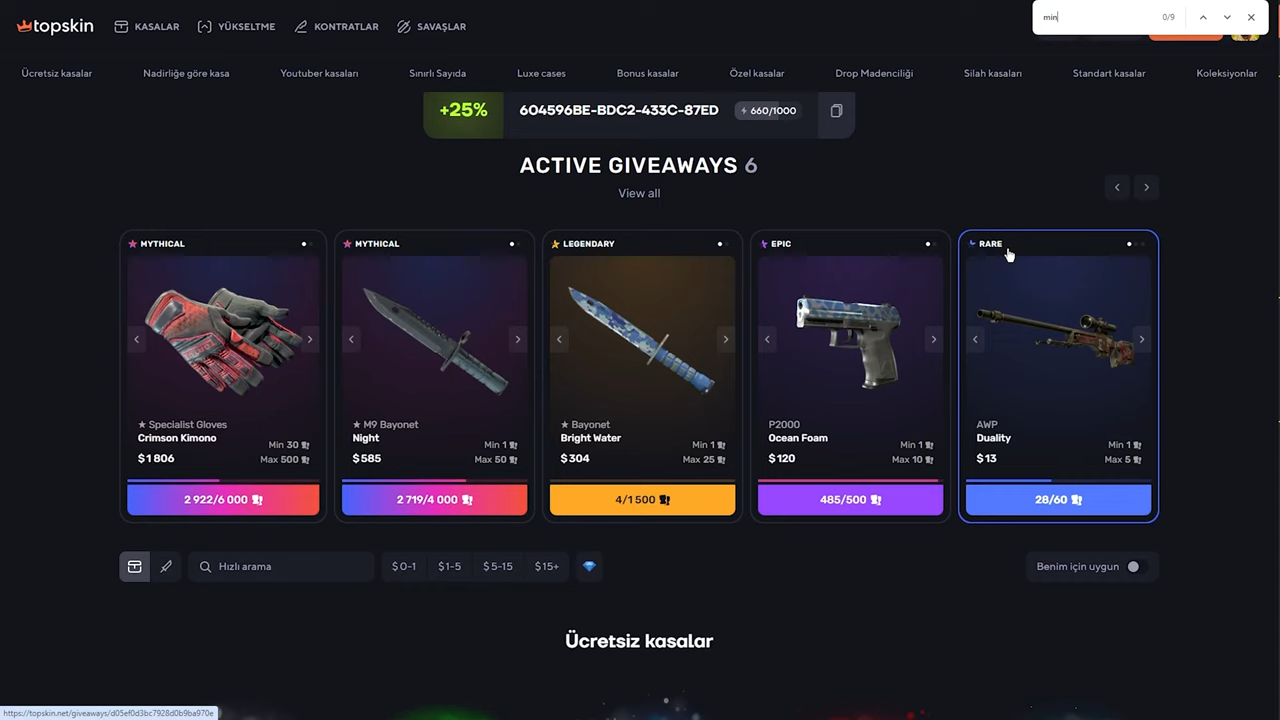 topskin
KASALAR
YÜKSELTME
KONTRATLAR
SAVAŞLAR
min
0/9
Ücretsiz kasalar
Nadirliğe göre kasa
Youtuber kasaları
Sınırlı Sayıda
Luxe cases
Bonus kasalar
Özel kasalar
Drop Madenciliği
Silah kasaları
Standart kasalar
Koleksiyonlar
+25%
604596BE-BDC2-433C-87ED
660/1000
ACTIVE GIVEAWAYS 6
View all
MYTHICAL
★ Specialist Gloves
Crimson Kimono
$1 806
Min 30
Max 500
2 922/6 000
MYTHICAL
★ M9 Bayonet
Night
$585
Min 1
Max 50
2 719/4 000
LEGENDARY
★ Bayonet
Bright Water
$304
Min 1
Max 25
4/1 500
EPIC
P2000
Ocean Foam
$120
Min 1
Max 10
485/500
RARE
AWP
Duality
$13
Min 1
Max 5
28/60
Hızlı arama
$0-1
$1-5
$5-15
$15+
Benim için uygun
Ücretsiz kasalar
https://topskin.net/giveaways/d05ef0d3bc7928d0b9ba970e